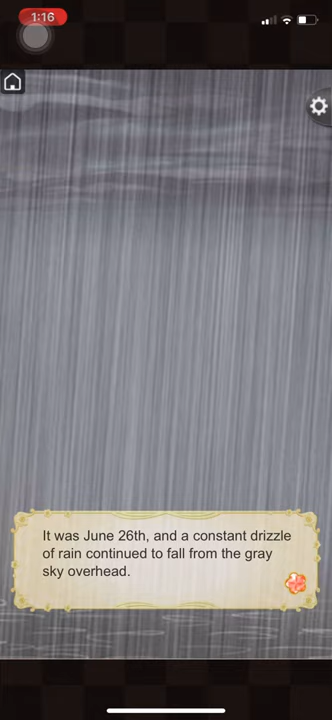 1:16
It was June 26th, and a constant drizzle
of rain continued to fall from the gray
sky overhead.